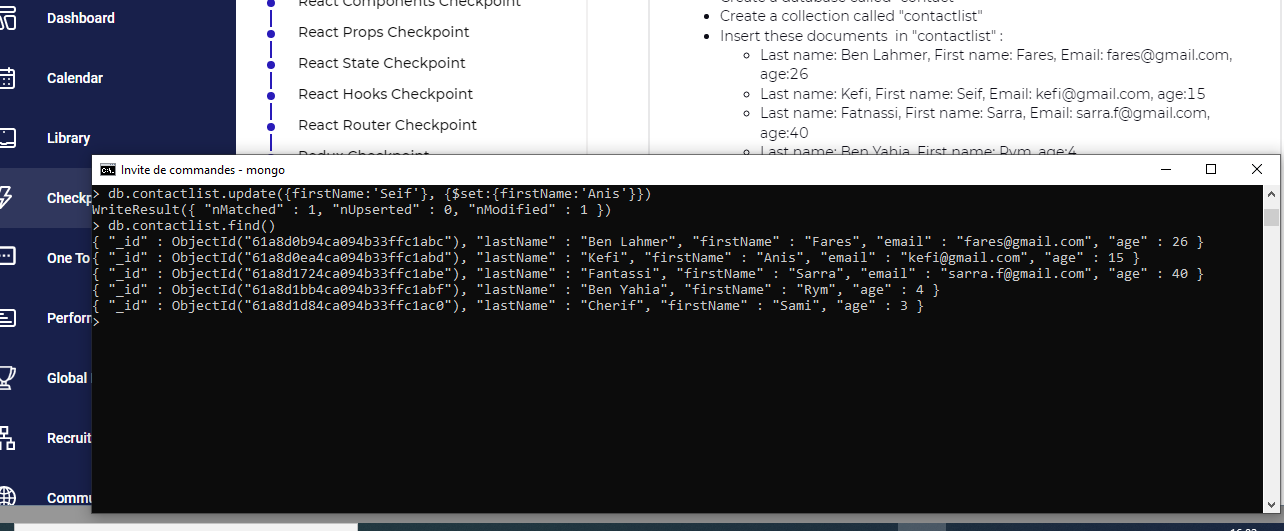 Dashboard
Calendar
Library
Checkp
One To
Perforn
Global
Recruit
Commu
React Components Checkpoint
React Props Checkpoint
React State Checkpoint
React Hooks Checkpoint
React Router Checkpoint
Redux Checkpoint
Create a database called "contact"
Create a collection called "contactlist"
Insert these documents in "contactlist" :
Last name: Ben Lahmer, First name: Fares, Email: fares@gmail.com,
age:26
Last name: Kefi, First name: Seif, Email: kefi@gmail.com, age:15
Last name: Fatnassi, First name: Sarra, Email: sarra.f@gmail.com,
age:40
Last name: Ben Yahia, First name: Rym, age:4
Invite de commandes - mongo
> db.contactlist.update({firstName:'Seif'}, {$set:{firstName:'Anis'}})
WriteResult({ "nMatched" : 1, "nUpserted" : 0, "nModified" : 1 })
> db.contactlist.find()
{ "_id" : ObjectId("61a8d0b94ca094b33ffc1abc"), "lastName" : "Ben Lahmer", "firstName" : "Fares", "email" : "fares@gmail.com", "age" : 26 }
{ "_id" : ObjectId("61a8d0ea4ca094b33ffc1abd"), "lastName" : "Kefi", "firstName" : "Anis", "email" : "kefi@gmail.com", "age" : 15 }
{ "_id" : ObjectId("61a8d1724ca094b33ffc1abe"), "lastName" : "Fantassi", "firstName" : "Sarra", "email" : "sarra.f@gmail.com", "age" : 40 }
{ "_id" : ObjectId("61a8d1bb4ca094b33ffc1abf"), "lastName" : "Ben Yahia", "firstName" : "Rym", "age" : 4 }
{ "_id" : ObjectId("61a8d1d84ca094b33ffc1ac0"), "lastName" : "Cherif", "firstName" : "Sami", "age" : 3 }
>